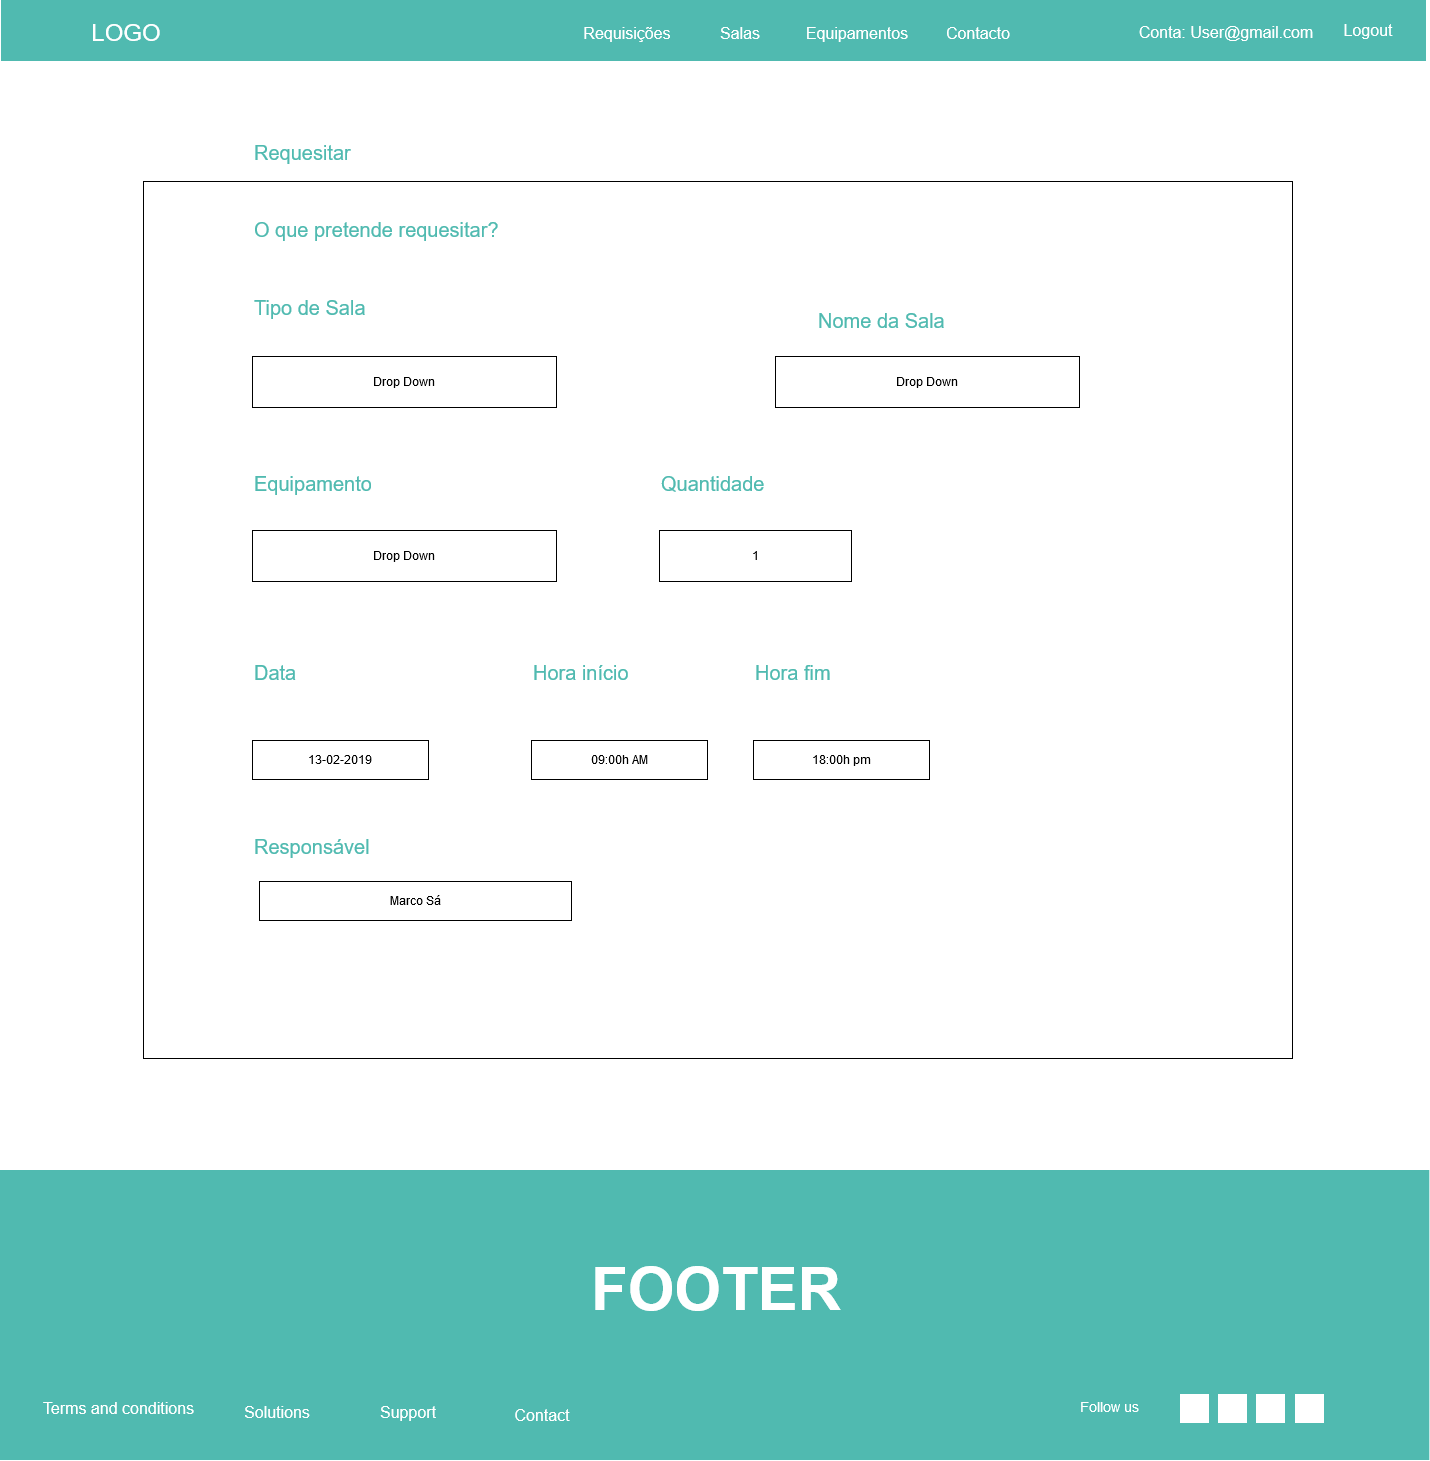 LOGO
Requisições
Salas
Equipamentos
Contacto
Conta: User@gmail.com
Logout
Requesitar
O que pretende requesitar?
Tipo de Sala
Nome da Sala
Drop Down
Drop Down
Equipamento
Quantidade
Drop Down
1
Data
Hora início
Hora fim
13-02-2019
09:00h AM
18:00h pm
Responsável
Marco Sá
FOOTER
Terms and conditions
Solutions
Support
Contact
Follow us